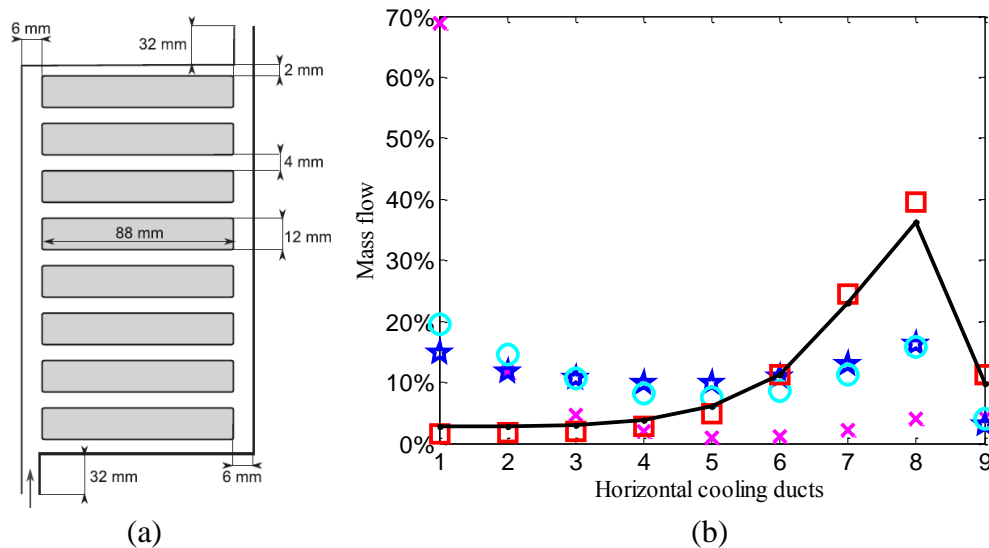 6 mm
32 mm
2 mm
4 mm
88 mm
12 mm
32 mm
6 mm
(a)
70%
60%
50%
40%
30%
20%
10%
0%
Mass flow
1 2 3 4 5 6 7 8 9
Horizontal cooling ducts
(b)